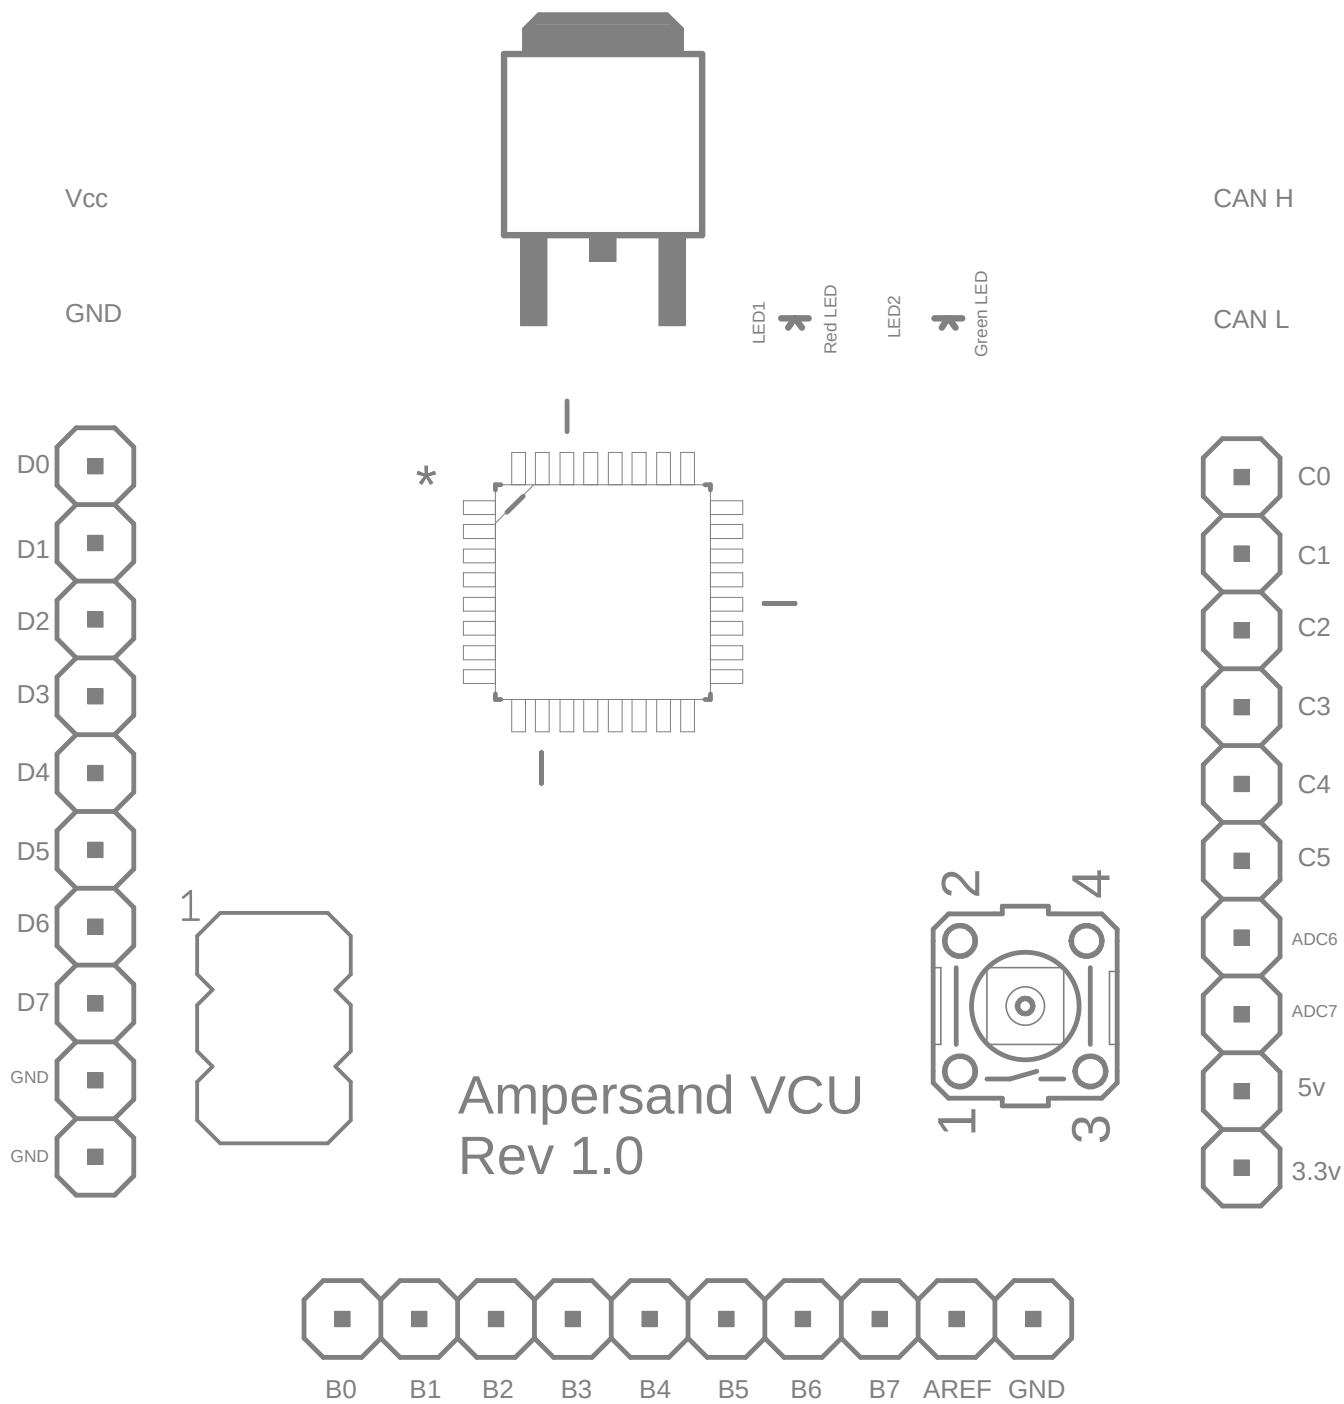 Vcc
CAN H
GND
LED1
Red LED
LED2
Green LED
CAN L
*
D0
D1
D2
D3
D4
D5
D6
D7
GND
GND
C0
C1
C2
C3
C4
C5
ADC6
ADC7
5v
3.3v
1
2
4
1
3
Ampersand VCU
Rev 1.0
B0 B1 B2 B3 B4 B5 B6 B7 AREF GND